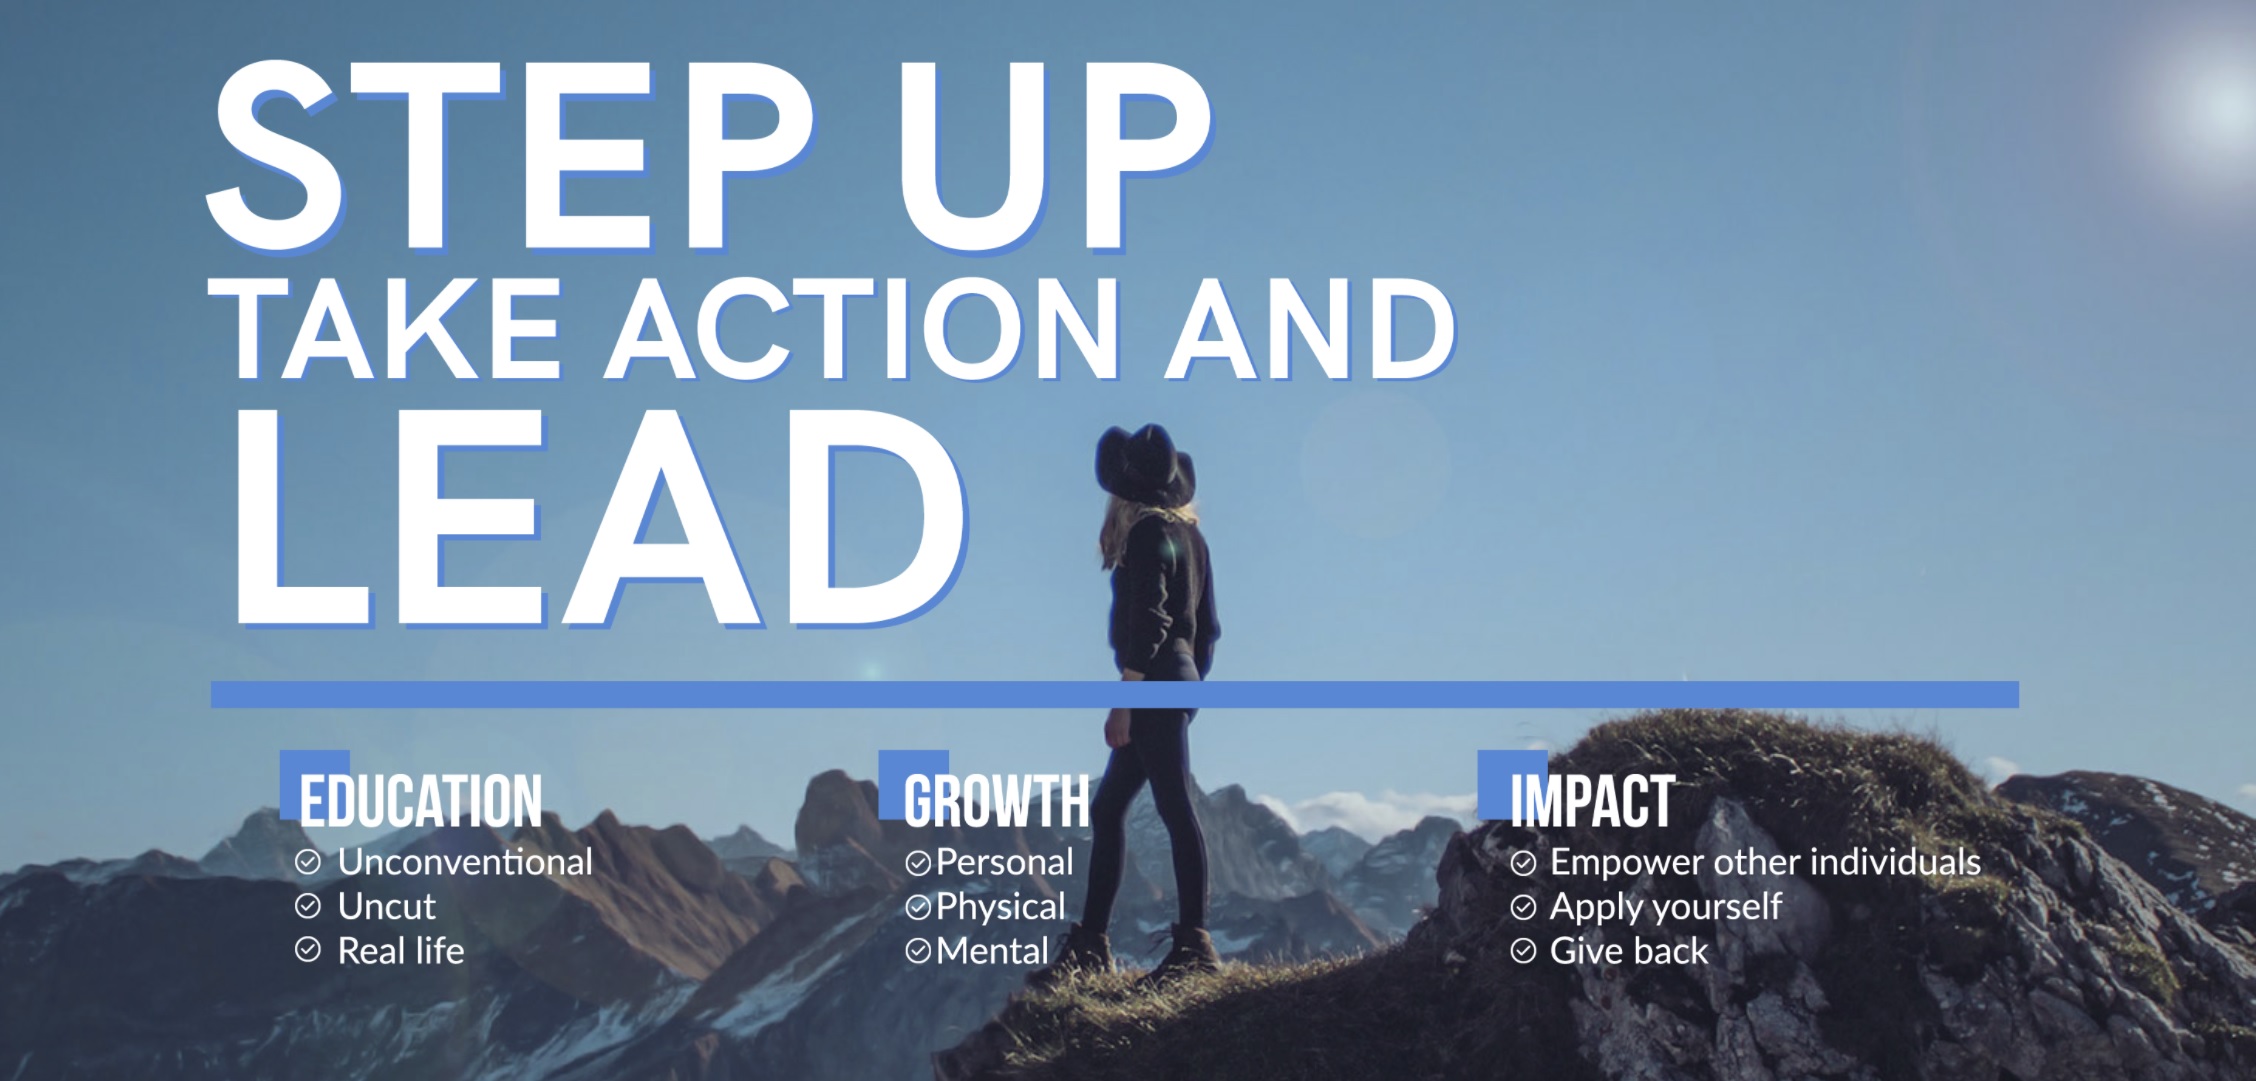 STEP UP
TAKE ACTION AND
LEAD
EDUCATION
Unconventional
Uncut
Real life
GROWTH
Personal
Physical
Mental
IMPACT
Empower other individuals
Apply yourself
Give back